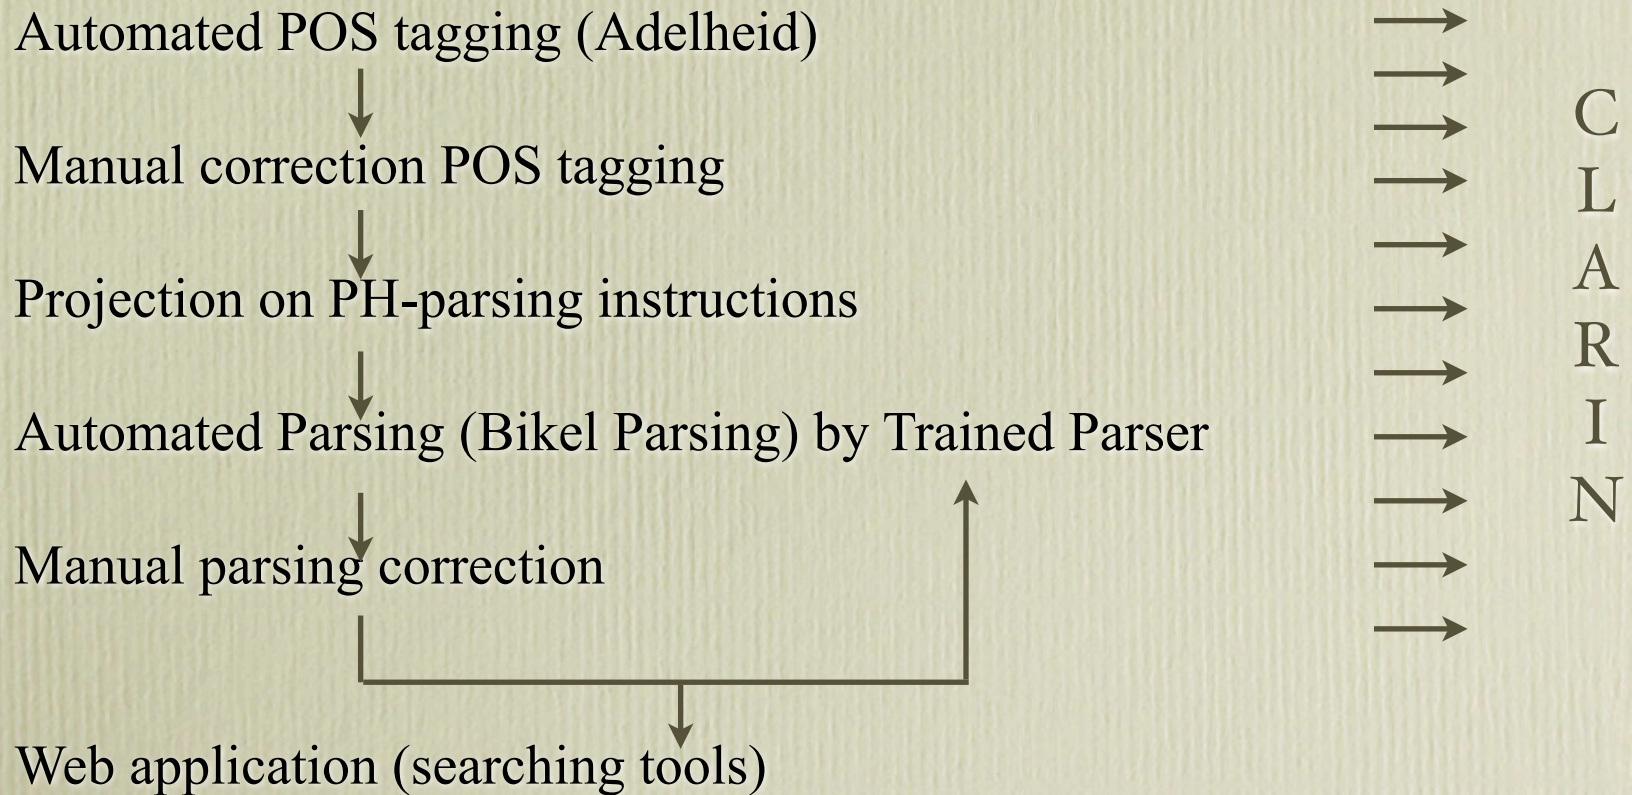 Automated POS tagging (Adelheid)
Manual correction POS tagging
Projection on PH-parsing instructions
Automated Parsing (Bikel Parsing) by Trained Parser
Manual parsing correction
Web application (searching tools)
C
L
A
R
I
N